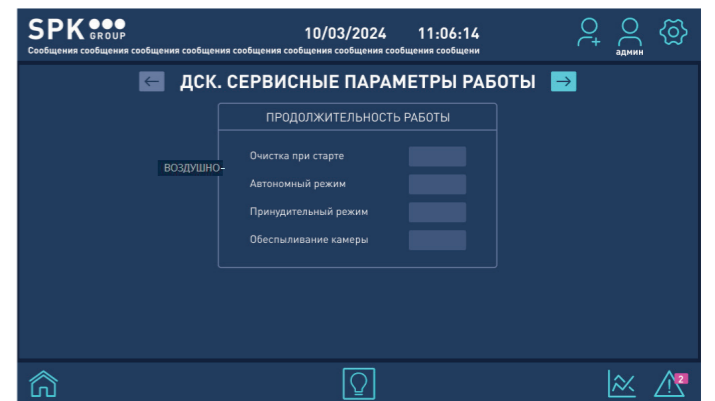 SPK GROUP
10/03/2024 11:06:14
Сообщения сообщения сообщения сообщения сообщения сообщения сообщения сообщения сообщени
админ
← ДСК. СЕРВИСНЫЕ ПАРАМЕТРЫ РАБОТЫ →
ПРОДОЛЖИТЕЛЬНОСТЬ РАБОТЫ
Очистка при старте
ВОЗДУШНО-
Автономный режим
Принудительный режим
Обеспыливание камеры
2